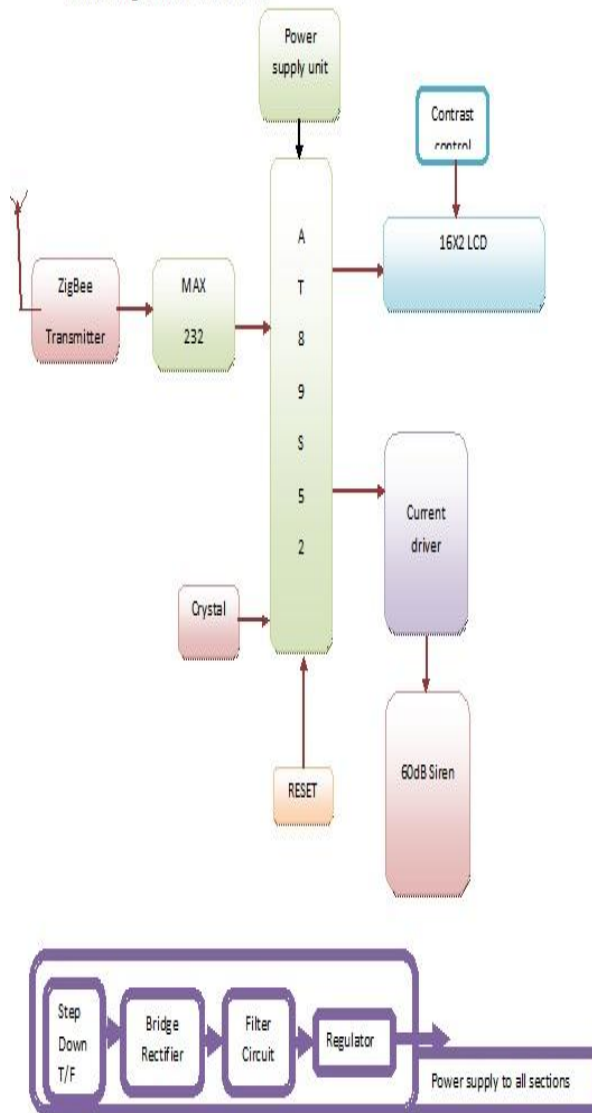 Power
supply unit
Contrast
control
A
T
8
9
S
5
2
16X2 LCD
ZigBee
Transmitter
MAX
232
Current
driver
Crystal
60dB Siren
RESET
Step
Down
T/F
Bridge
Rectifier
Filter
Circuit
Regulator
Power supply to all sections